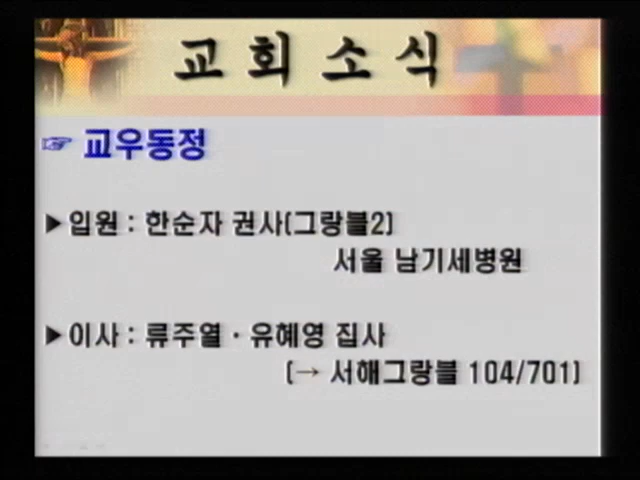 교회소식
☞ 교우동정
▶입원 : 한순자 권사(그랑블2)
서울 남기세병원
▶이사 : 류주열 · 유혜영 집사
(→ 서해그랑블 104/701)